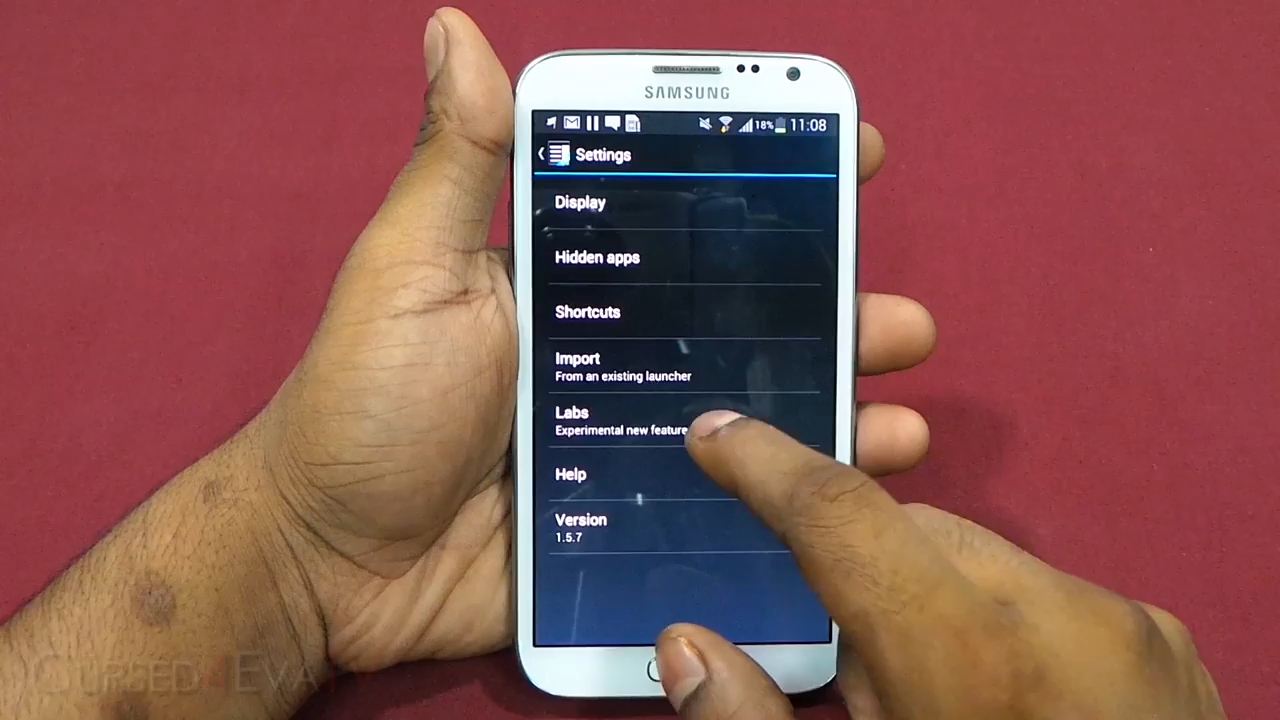 SAMSUNG
18% 11:08
Settings
Display
Hidden apps
Shortcuts
Import
From an existing launcher
Labs
Experimental new feature
Help
Version
1.5.7
CURSED4EVA